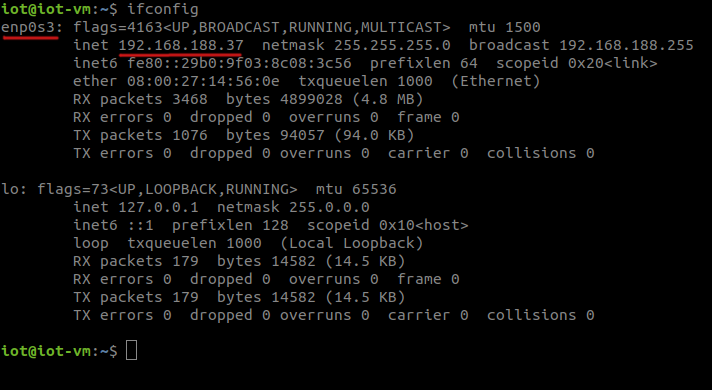 iot@iot-vm:~$ ifconfig
enp0s3: flags=4163<UP,BROADCAST,RUNNING,MULTICAST>  mtu 1500
        inet 192.168.188.37  netmask 255.255.255.0  broadcast 192.168.188.255
        inet6 fe80::29b0:9f03:8c08:3c56  prefixlen 64  scopeid 0x20<link>
        ether 08:00:27:14:56:0e  txqueuelen 1000  (Ethernet)
        RX packets 3468  bytes 4899028 (4.8 MB)
        RX errors 0  dropped 0  overruns 0  frame 0
        TX packets 1076  bytes 94057 (94.0 KB)
        TX errors 0  dropped 0 overruns 0  carrier 0  collisions 0

lo: flags=73<UP,LOOPBACK,RUNNING>  mtu 65536
        inet 127.0.0.1  netmask 255.0.0.0
        inet6 ::1  prefixlen 128  scopeid 0x10<host>
        loop  txqueuelen 1000  (Local Loopback)
        RX packets 179  bytes 14582 (14.5 KB)
        RX errors 0  dropped 0  overruns 0  frame 0
        TX packets 179  bytes 14582 (14.5 KB)
        TX errors 0  dropped 0 overruns 0  carrier 0  collisions 0

iot@iot-vm:~$